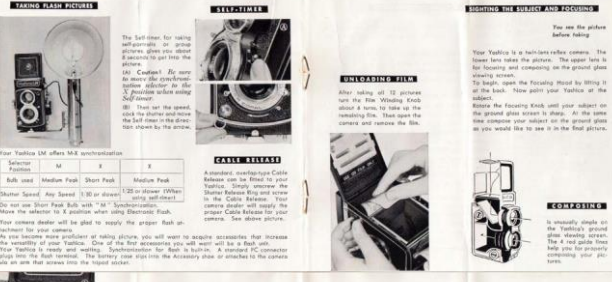 TAKING FLASH PICTURES
Your Yashica LM offers M-X synchronization
Selector Position
M
X
X
Bulb used
Medium Peak
Short Peak
Medium Peak
Shutter Speed
Any Speed
1/30 or slower
1/25 or slower (When using self-timer)
Do not use Short Peak Bulb with "M" Synchronization.
Move the selector to X position when using Electronic Flash.
Your camera dealer will be glad to supply the proper flash attachment for your camera.
As you become more proficient at taking picture, you will want to acquire accessories that increase
the versatility of your Yashica. One of the first accessories you will want will be a flash unit.
Your Yashica is ready and waiting. Synchronization for flash is built-in. A standard PC connector
plugs into the flash terminal. The battery case slips into the Accessory shoe or attaches to the camera
via an arm that screws into the tripod socket.
SELF-TIMER
The Self-timer, for taking
self-portraits or group
pictures, gives you about
8 seconds to get into the
picture.
(A) Caution! Be sure
to move the synchroni-
zation selector to the
X position when using
Self-timer.
(B) Then set the speed,
cock the shutter and move
the Self-timer in the direc-
tion shown by the arrow.
CABLE RELEASE
A standard, overlap-type Cable
Release can be fitted to your
Yashica. Simply unscrew the
Shutter Release Ring and screw
in the Cable Release. Your
camera dealer will supply the
proper Cable Release for your
camera. See above picture.
UNLOADING FILM
After taking all 12 pictures
turn the Film Winding Knob
about 6 turns, to take up the
remaining film. Then open the
camera and remove the film.
SIGHTING THE SUBJECT AND FOCUSING
You see the picture
before taking
Your Yashica is a twin-lens reflex camera. The
lower lens takes the picture. The upper lens is
for focusing and composing on the ground glass
viewing screen.
To begin, open the Focusing Hood by lifting it
at the back. Now point your Yashica at the
subject.
Rotate the Focusing Knob until your subject on
the ground glass screen is sharp. At the same
time compose your subject on the ground glass
as you would like to see it in the final picture.
COMPOSING
is unusually simple on
the Yashica's ground
glass viewing screen.
The 4 red guide lines
help you for properly
composing your pic-
tures.